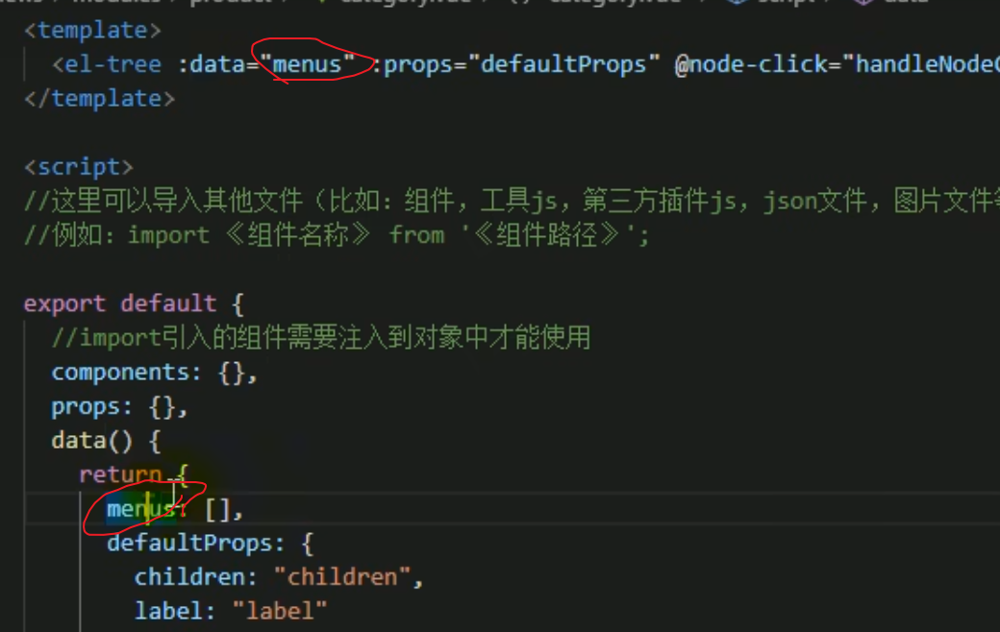 <template>
<el-tree :data="menus" :props="defaultProps" @node-click="handleNodeC
</template>
<script>
//这里可以导入其他文件（比如：组件，工具js，第三方插件js，json文件，图片文件等
//例如：import 《组件名称》 from '《组件路径》';
export default {
//import引入的组件需要注入到对象中才能使用
components: {},
props: {},
data() {
return {
menus: [],
defaultProps: {
children: "children",
label: "label"